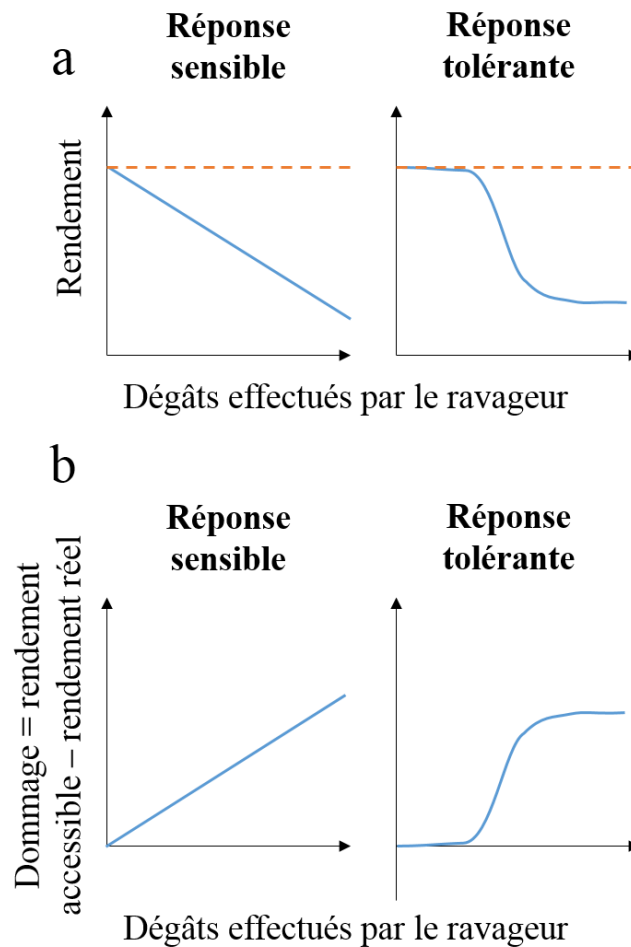 a
Réponse
sensible
Réponse
tolérante
Rendement
Dégâts effectués par le ravageur
b
Réponse
sensible
Réponse
tolérante
Dommage = rendement
accessible – rendement réel
Dégâts effectués par le ravageur